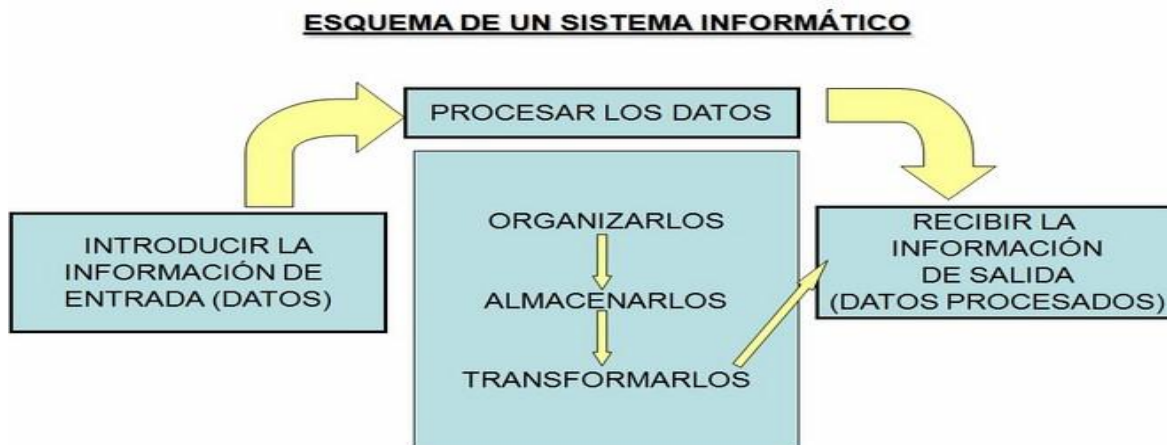 ESQUEMA DE UN SISTEMA INFORMÁTICO
PROCESAR LOS DATOS
INTRODUCIR LA
INFORMACIÓN DE
ENTRADA (DATOS)
ORGANIZARLOS
ALMACENARLOS
TRANSFORMARLOS
RECIBIR LA
INFORMACIÓN
DE SALIDA
(DATOS PROCESADOS)